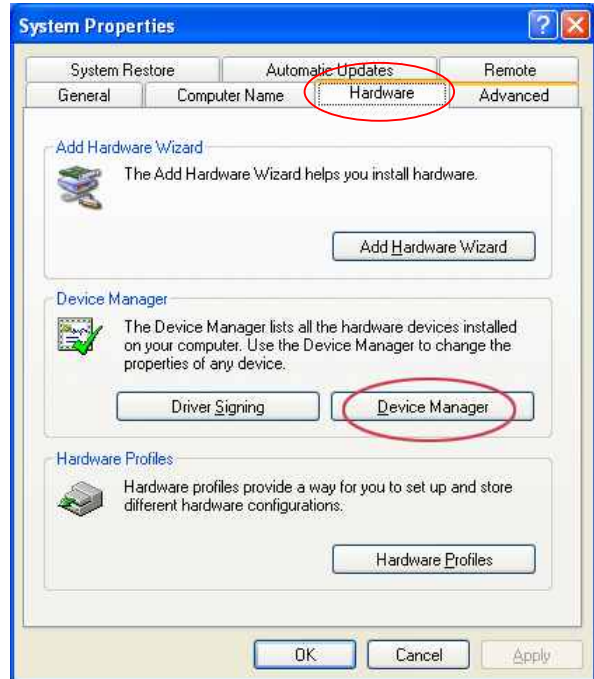 System Properties
System Restore Automatic Updates Remote
General Computer Name Hardware Advanced
Add Hardware Wizard
The Add Hardware Wizard helps you install hardware.
Add Hardware Wizard
Device Manager
The Device Manager lists all the hardware devices installed
on your computer. Use the Device Manager to change the
properties of any device.
Driver Signing Device Manager
Hardware Profiles
Hardware profiles provide a way for you to set up and store
different hardware configurations.
Hardware Profiles
OK Cancel Apply